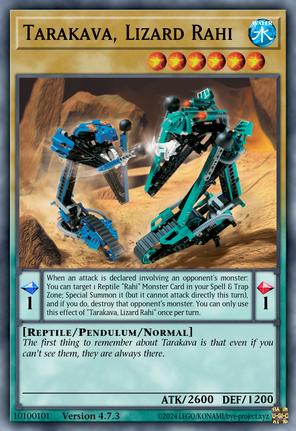 Tarakava, Lizard Rahi
WATER
水
When an attack is declared involving an opponent's monster:
You can target 1 Reptile "Rahi" Monster Card in your Spell & Trap
Zone; Special Summon it (but it cannot attack directly this turn),
and if you do, destroy that opponent's monster. You can only use
this effect of "Tarakava, Lizard Rahi" once per turn.
1
1
[Reptile/Pendulum/Normal]
The first thing to remember about Tarakava is that even if you
can't see them, they are always there.
ATK/2600 DEF/1200
10100101 Version 4.7.3 ©2024 LEGO/KONAMI/bye-project.xyz